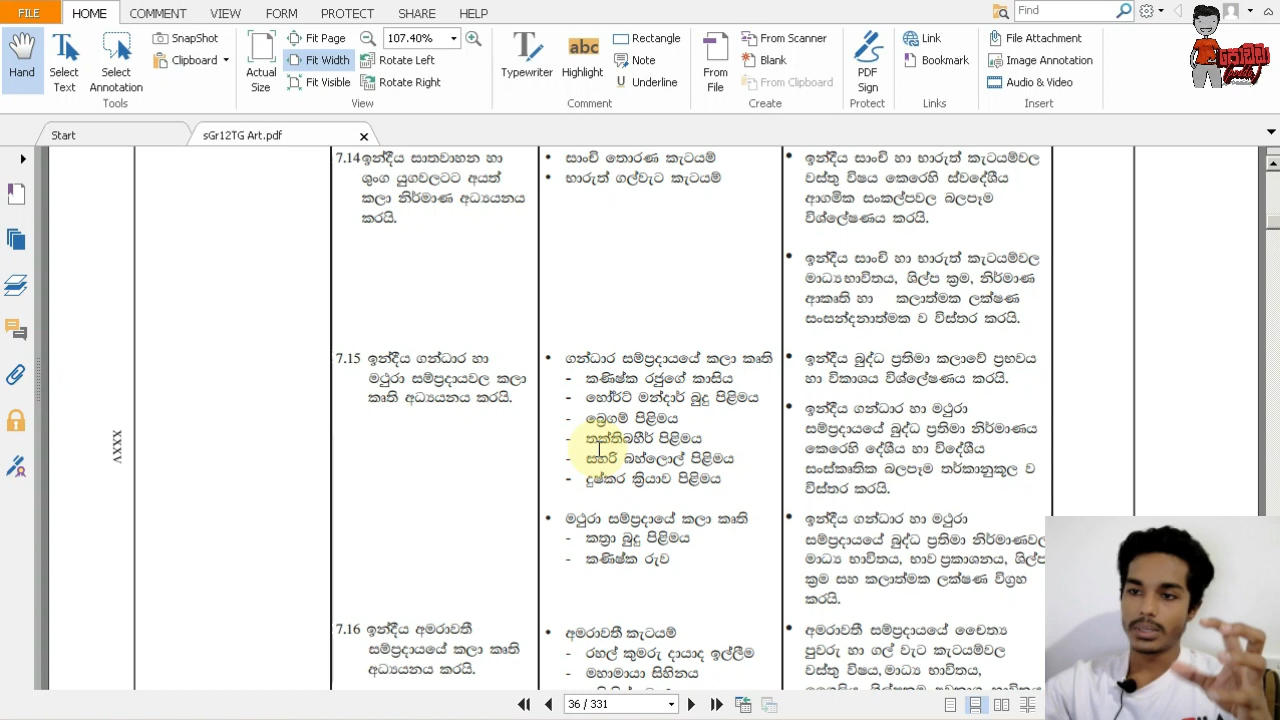 FILE HOME COMMENT VIEW FORM PROTECT SHARE HELP
Find
Hand
Select Text
Select Annotation
SnapShot
Clipboard
Tools
Actual Size
Fit Page
Fit Width
Fit Visible
107.40%
Rotate Left
Rotate Right
View
Typewriter
abc
Highlight
Rectangle
Note
Underline
Comment
From File
From Scanner
Blank
From Clipboard
Create
PDF Sign
Protect
Link
Bookmark
Links
File Attachment
Image Annotation
Audio & Video
Insert
Start
sGr12TG Art.pdf
XXXV
7.14 ඉන්දීය සාතවාහන හා
ශුංග යුගවලටට අයත්
කලා නිර්මාණ අධ්‍යයනය
කරයි.
• සාංචි තොරණ කැටයම්
• භාරුත් ගල්වැට කැටයම්
• ඉන්දීය සාංචි හා භාරුත් කැටයම්වල
වස්තු විෂය කෙරෙහි ස්වදේශීය
ආගමික සංකල්පවල බලපෑම
විශ්ලේෂණය කරයි.
• ඉන්දීය සාංචි හා භාරුත් කැටයම්වල
මාධ්‍ය භාවිතය, ශිල්ප ක්‍රම, නිර්මාණ
ආකෘති හා කලාත්මක ලක්ෂණ
සංසන්දනාත්මක ව විස්තර කරයි.
7.15 ඉන්දීය ගන්ධාර හා
මථුරා සම්ප්‍රදායවල කලා
කෘති අධ්‍යයනය කරයි.
• ගන්ධාර සම්ප්‍රදායයේ කලා කෘති
- කණිෂ්ක රජුගේ කාසිය
- හෝර්ට් මන්දාර් බුදු පිළිමය
- බ්‍රෙගම් පිළිමය
- තක්තිබහීර් පිළිමය
- සහරි බහ්ලොල් පිළිමය
- දුෂ්කර ක්‍රියාව පිළිමය
• මථුරා සම්ප්‍රදායේ කලා කෘති
- කත්‍රා බුදු පිළිමය
- කණිෂ්ක රුව
• ඉන්දීය බුද්ධ ප්‍රතිමා කලාවේ ප්‍රභවය
හා විකාශය විශ්ලේෂණය කරයි.
• ඉන්දීය ගන්ධාර හා මථුරා
සම්ප්‍රදායයේ බුද්ධ ප්‍රතිමා නිර්මාණය
කෙරෙහි දේශීය හා විදේශීය
සංස්කෘතික බලපෑම තර්කානුකූල ව
විස්තර කරයි.
• ඉන්දීය ගන්ධාර හා මථුරා
සම්ප්‍රදායයේ බුද්ධ ප්‍රතිමා නිර්මාණවල
මාධ්‍ය භාවිතය, භාව ප්‍රකාශනය, ශිල්ප
ක්‍රම සහ කලාත්මක ලක්ෂණ විග්‍රහ
කරයි.
7.16 ඉන්දීය අමරාවතී
සම්ප්‍රදායයේ කලා කෘති
අධ්‍යයනය කරයි.
• අමරාවතී කැටයම්
- රහල් කුමරු දායාද ඉල්ලීම
- මහාමායා සිහිනය
• අමරාවතී සම්ප්‍රදායයේ චෛත්‍ය
පුවරු හා ගල් වැට කැටයම්වල
වස්තු විෂය, මාධ්‍ය භාවිතය,
36 / 331